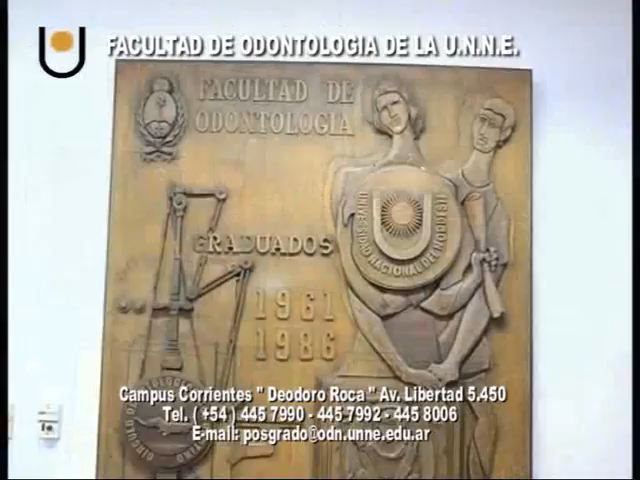 FACULTAD DE ODONTOLOGIA DE LA U.N.N.E.
FACULTAD DE
ODONTOLOGIA
UNIVERSIDAD NACIONAL DEL NORDESTE
GRADUADOS
1961
1986
Campus Corrientes " Deodoro Roca " Av. Libertad 5.450
Tel. ( +54 ) 445 7990 - 445 7992 - 445 8006
E-mail: posgrado@odn.unne.edu.ar